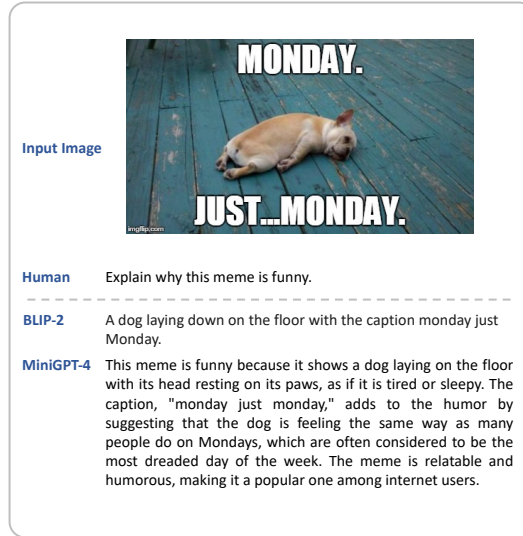 MONDAY.
Input Image
JUST...MONDAY.
imgflip.com
Human Explain why this meme is funny.
BLIP-2 A dog laying down on the floor with the caption monday just
Monday.
MiniGPT-4 This meme is funny because it shows a dog laying on the floor
with its head resting on its paws, as if it is tired or sleepy. The
caption, "monday just monday," adds to the humor by
suggesting that the dog is feeling the same way as many
people do on Mondays, which are often considered to be the
most dreaded day of the week. The meme is relatable and
humorous, making it a popular one among internet users.